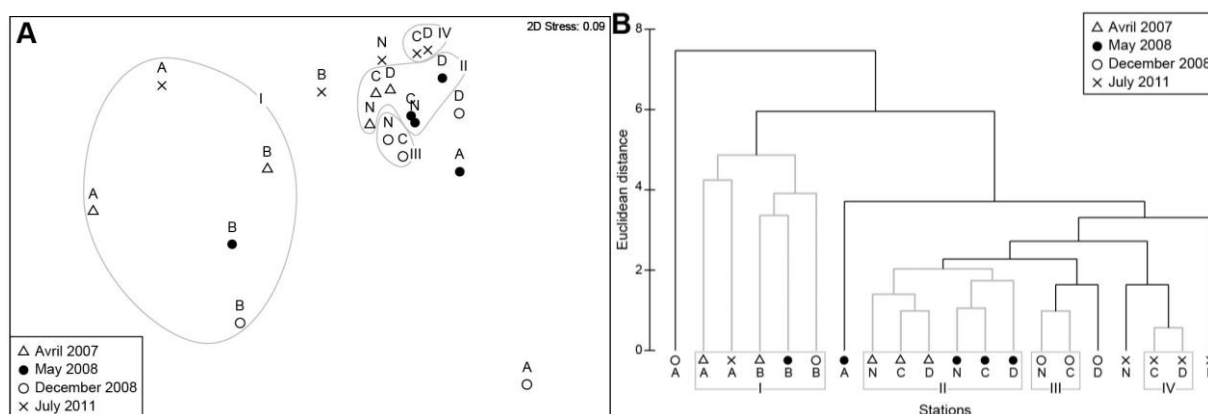 A
2D Stress: 0.09
C D IV
N
A
B
D II
I
C D
N
C N
D
N
B
C III
A
A
B
B
A
Avril 2007
May 2008
December 2008
July 2011
B
Avril 2007
May 2008
December 2008
July 2011
Euclidean distance
8
6
4
2
0
A A A B B B A N C D N C D N C D N C D
I II III IV
Stations